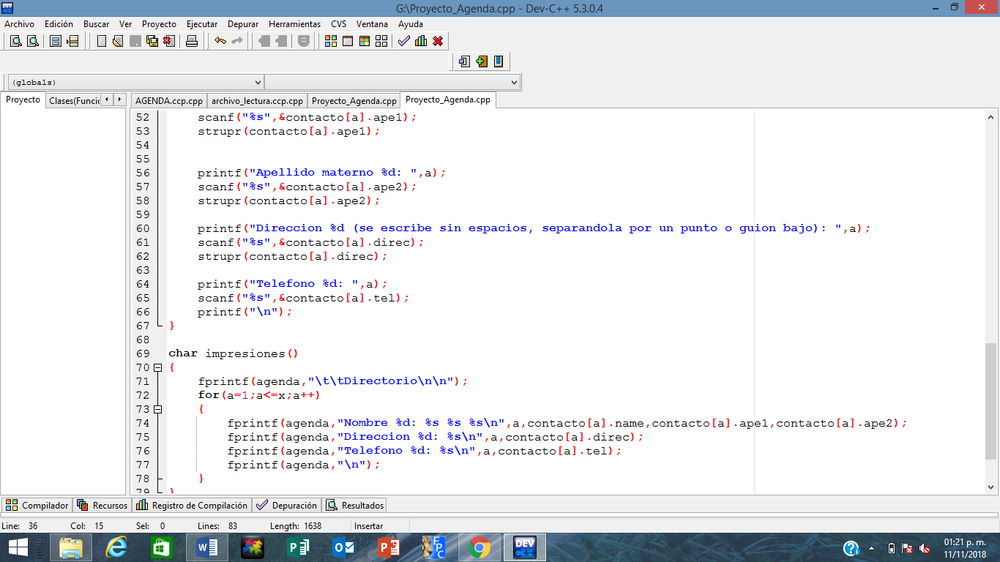 G:\Proyecto_Agenda.cpp - Dev-C++ 5.3.0.4
Archivo Edición Buscar Ver Proyecto Ejecutar Depurar Herramientas CVS Ventana Ayuda
(globals)
Proyecto Clases(Funcio AGENDA.ccp.cpp archivo_lectura.ccp.cpp Proyecto_Agenda.cpp Proyecto_Agenda.cpp
52 scanf("%s",&contacto[a].ape1);
53 strupr(contacto[a].ape1);
54
55
56 printf("Apellido materno %d: ",a);
57 scanf("%s",&contacto[a].ape2);
58 strupr(contacto[a].ape2);
59
60 printf("Direccion %d (se escribe sin espacios, separandola por un punto o guion bajo): ",a);
61 scanf("%s",&contacto[a].direc);
62 strupr(contacto[a].direc);
63
64 printf("Telefono %d: ",a);
65 scanf("%s",&contacto[a].tel);
66 printf("\n");
67 }
68
69 char impresiones()
70 {
71 fprintf(agenda,"\t\tDirectorio\n\n");
72 for(a=1;a<=x;a++)
73 {
74 fprintf(agenda,"Nombre %d: %s %s %s\n",a,contacto[a].name,contacto[a].ape1,contacto[a].ape2);
75 fprintf(agenda,"Direccion %d: %s\n",a,contacto[a].direc);
76 fprintf(agenda,"Telefono %d: %s\n",a,contacto[a].tel);
77 fprintf(agenda,"\n");
78 }
79 }
Compilador Recursos Registro de Compilación Depuración Resultados
Line: 36 Col: 15 Sel: 0 Lines: 83 Length: 1638 Insertar
01:21 p. m.
11/11/2018